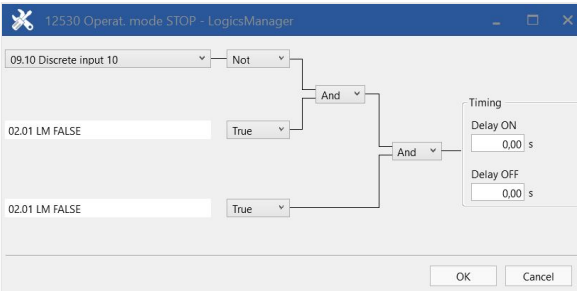 12530 Operat. mode STOP - LogicsManager
09.10 Discrete input 10
Not
And
Timing
Delay ON
0,00 s
02.01 LM FALSE
True
And
Delay OFF
0,00 s
02.01 LM FALSE
True
OK
Cancel